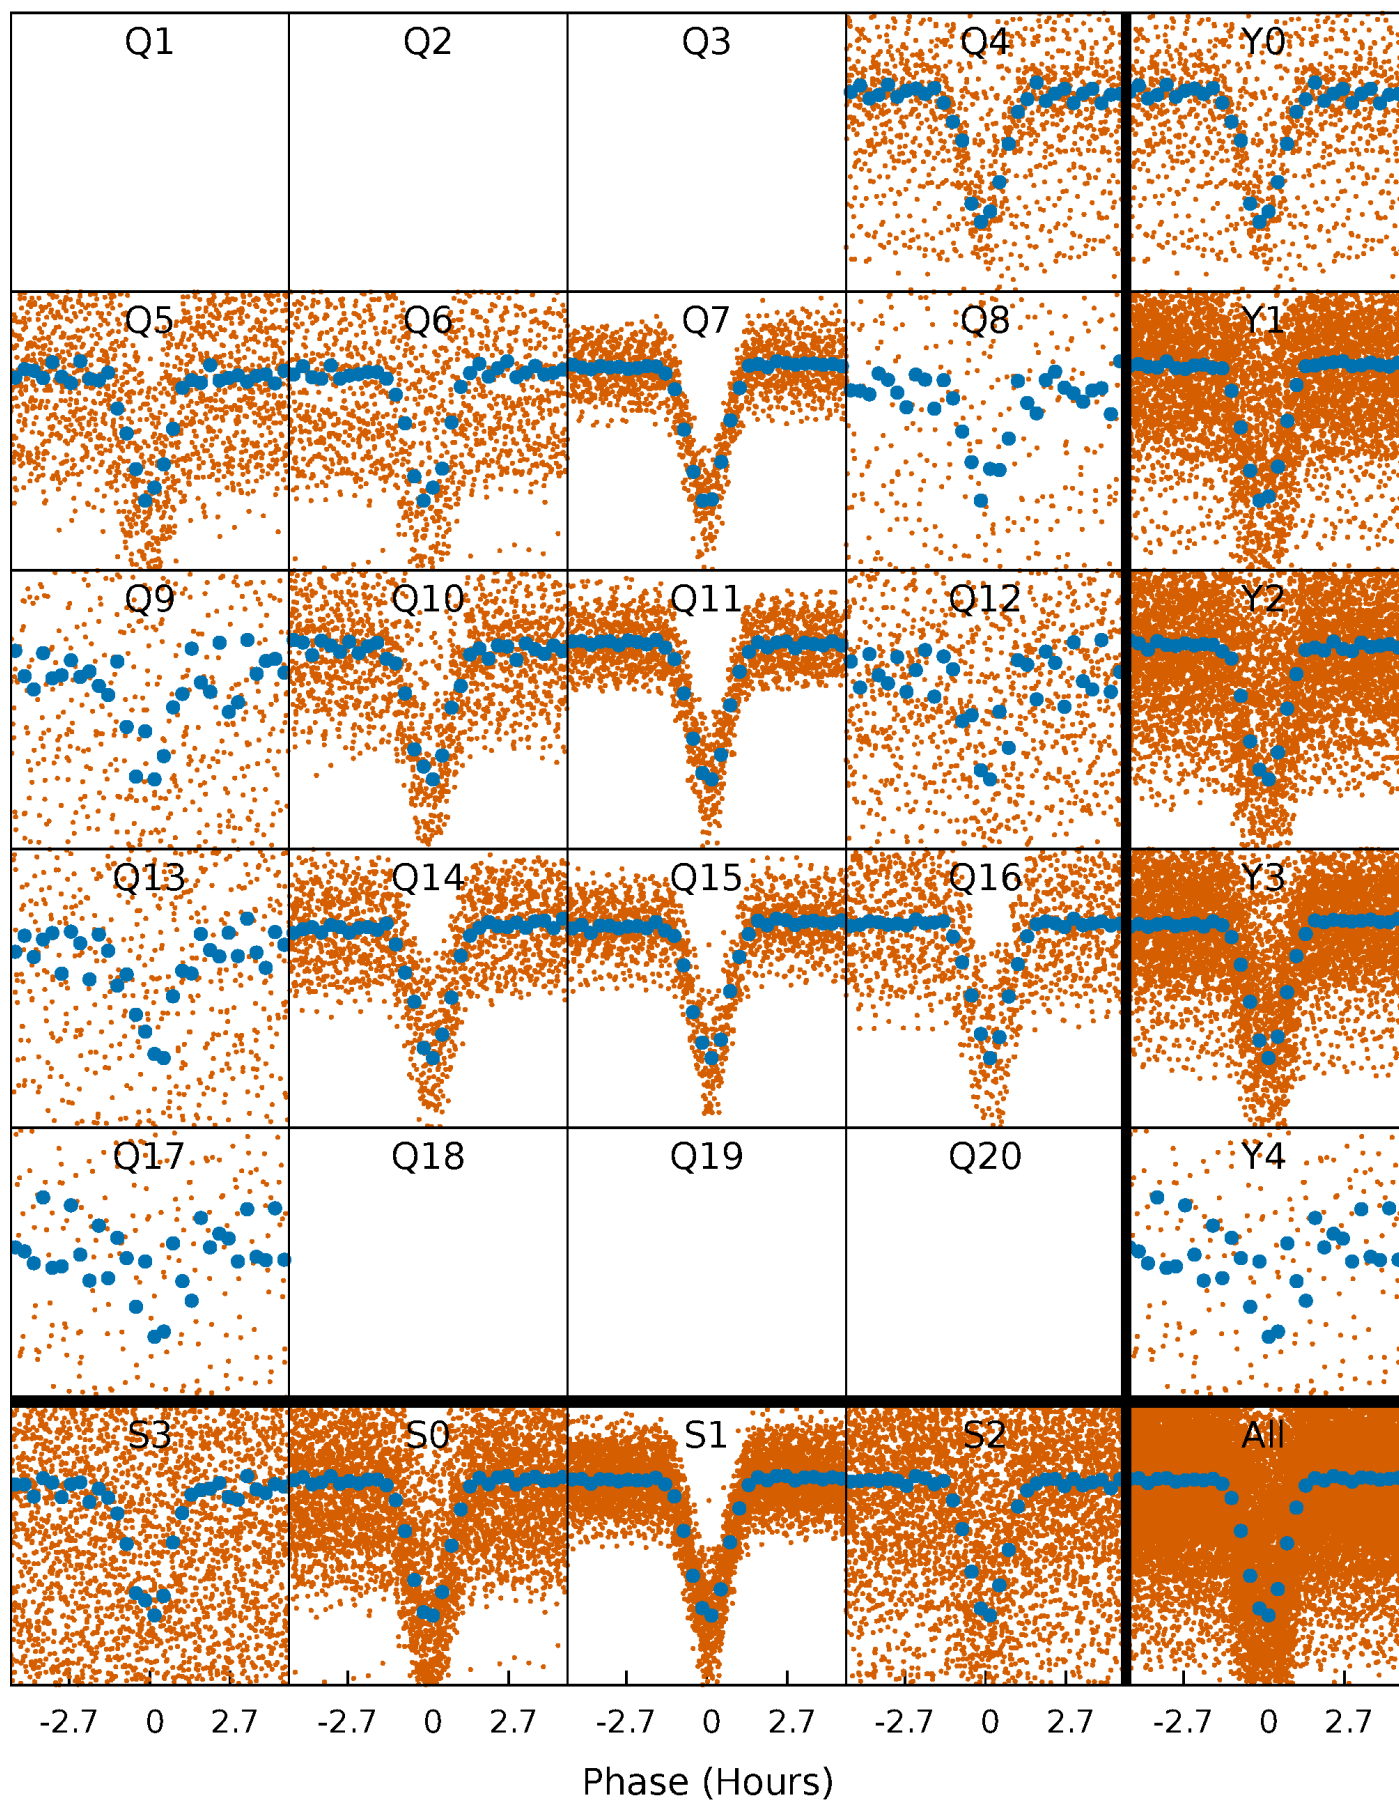 Q1 Q2 Q3 Q4 Y0
Q5 Q6 Q7 Q8 Y1
Q9 Q10 Q11 Q12 Y2
Q13 Q14 Q15 Q16 Y3
Q17 Q18 Q19 Q20 Y4
S3 S0 S1 S2 All
-2.7 0 2.7 -2.7 0 2.7 -2.7 0 2.7 -2.7 0 2.7 -2.7 0 2.7
Phase (Hours)